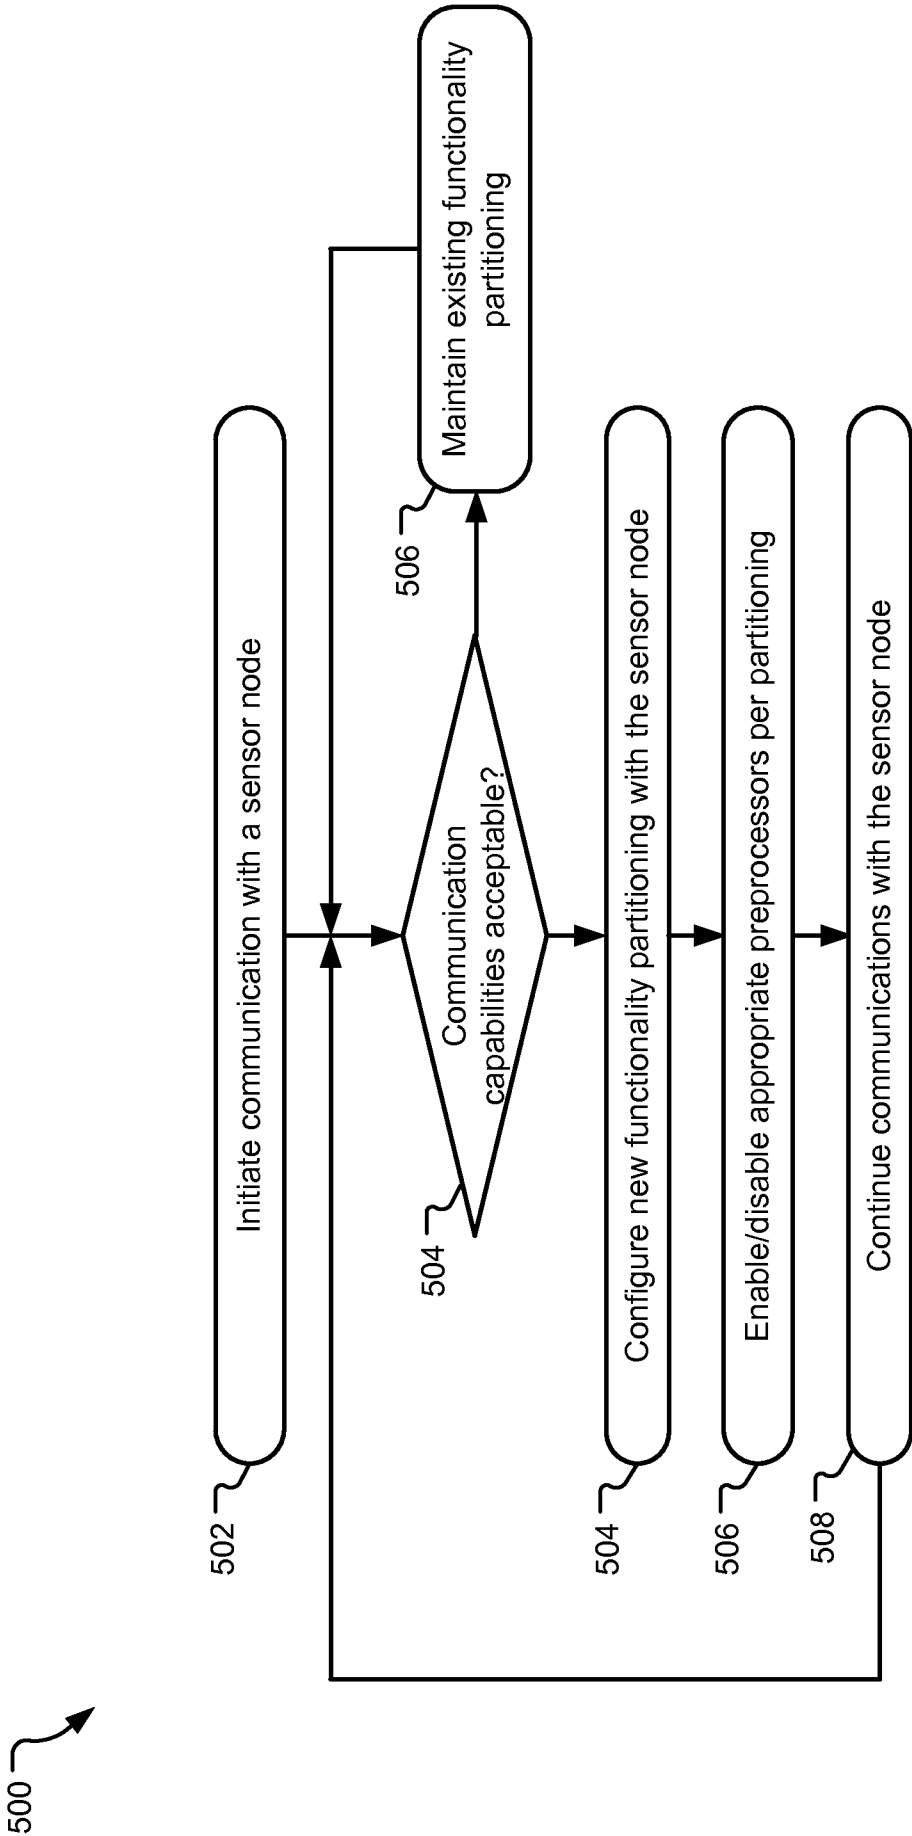 500
502
Initiate communication with a sensor node
504
Communication
capabilities acceptable?
506
Maintain existing functionality
partitioning
504
Configure new functionality partitioning with the sensor node
506
Enable/disable appropriate preprocessors per partitioning
508
Continue communications with the sensor node